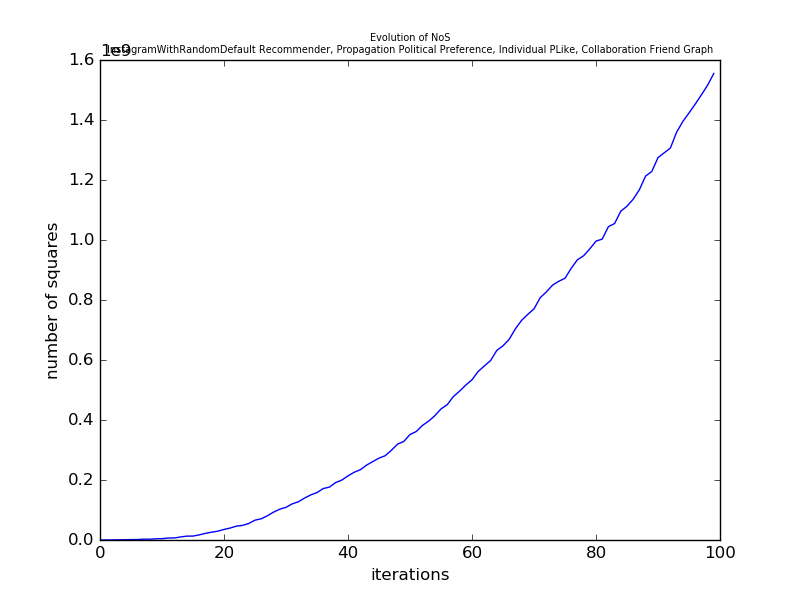 Evolution of NoS
InstagramWithRandomDefault Recommender, Propagation Political Preference, Individual PLike, Collaboration Friend Graph
1e9
1.6
1.4
1.2
1.0
0.8
0.6
0.4
0.2
0.0
number of squares
0 20 40 60 80 100
iterations